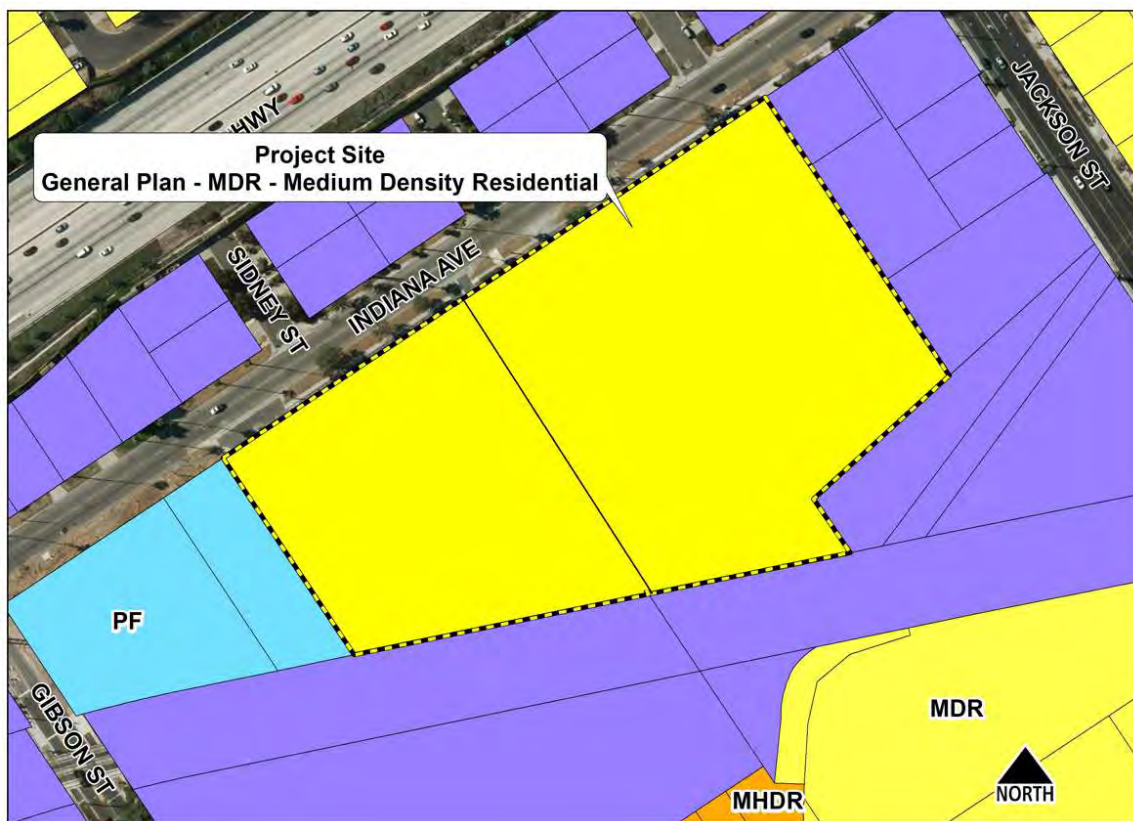 HWY
JACKSON ST
Project Site
General Plan - MDR - Medium Density Residential
SIDNEY ST
INDIANA AVE
PF
GIBSON ST
MDR
MHDR
NORTH